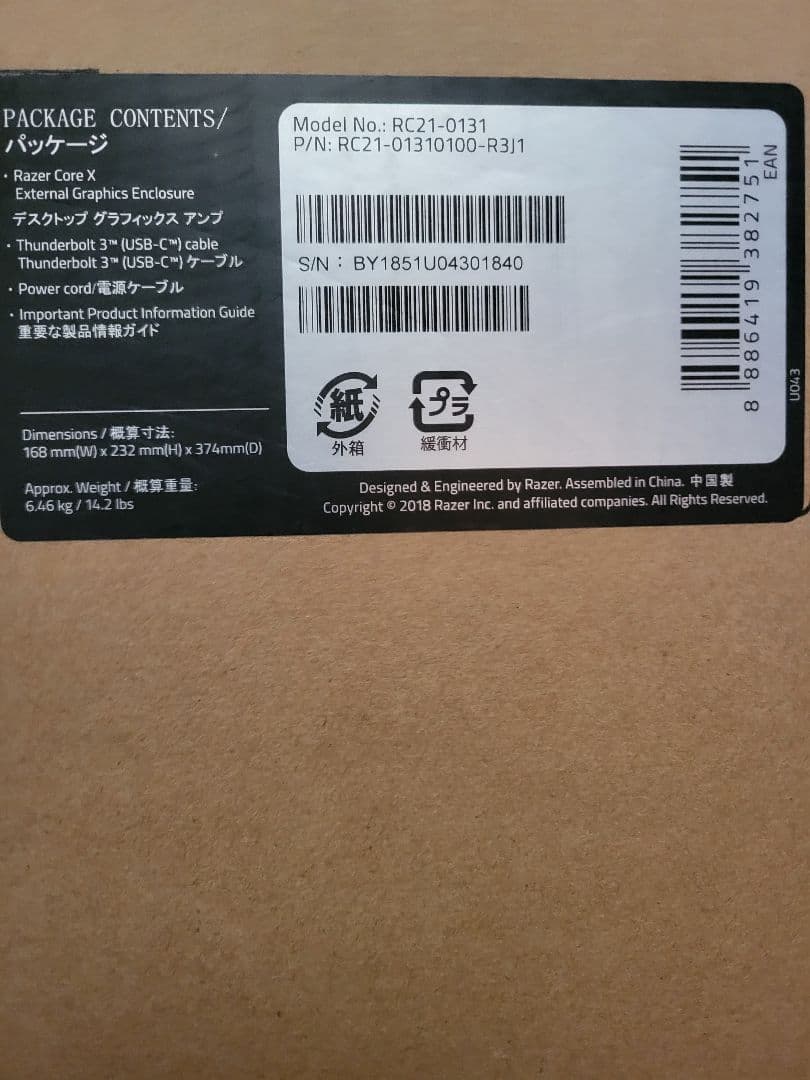 PACKAGE CONTENTS/
パッケージ
・Razer Core X
External Graphics Enclosure
デスクトップ グラフィックス アンプ
・Thunderbolt 3™ (USB-C™) cable
Thunderbolt 3™ (USB-C™) ケーブル
・Power cord/電源ケーブル
・Important Product Information Guide
重要な製品情報ガイド
Dimensions / 概算寸法:
168 mm(W) x 232 mm(H) x 374mm(D)
Approx. Weight / 概算重量:
6.46 kg / 14.2 lbs
Model No.: RC21-0131
P/N: RC21-01310100-R3J1
S/N : BY1851U04301840
紙
外箱
プラ
緩衝材
EAN
8 886419 382751
U043
Designed & Engineered by Razer. Assembled in China. 中国製
Copyright © 2018 Razer Inc. and affiliated companies. All Rights Reserved.